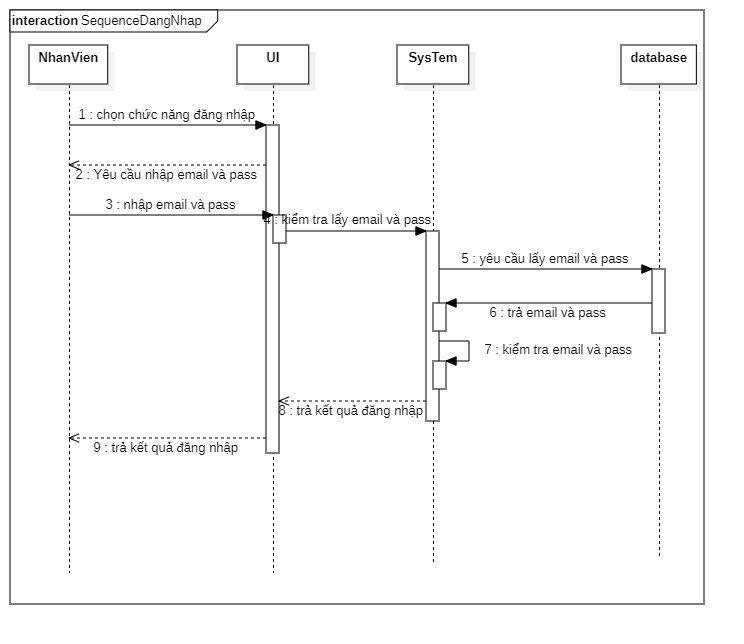 interaction SequenceDangNhap
NhanVien
UI
SysTem
database
1 : chọn chức năng đăng nhập
2 : Yêu cầu nhập email và pass
3 : nhập email và pass
4 : kiểm tra lấy email và pass
5 : yêu cầu lấy email và pass
6 : trả email và pass
7 : kiểm tra email và pass
8 : trả kết quả đăng nhập
9 : trả kết quả đăng nhập